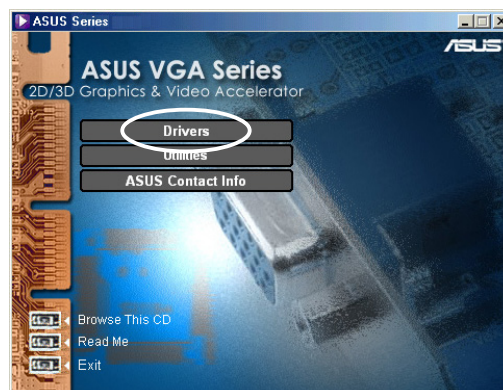 ASUS Series
ASUS
ASUS VGA Series
2D/3D Graphics & Video Accelerator
Drivers
Utilities
ASUS Contact Info
Browse This CD
Read Me
Exit